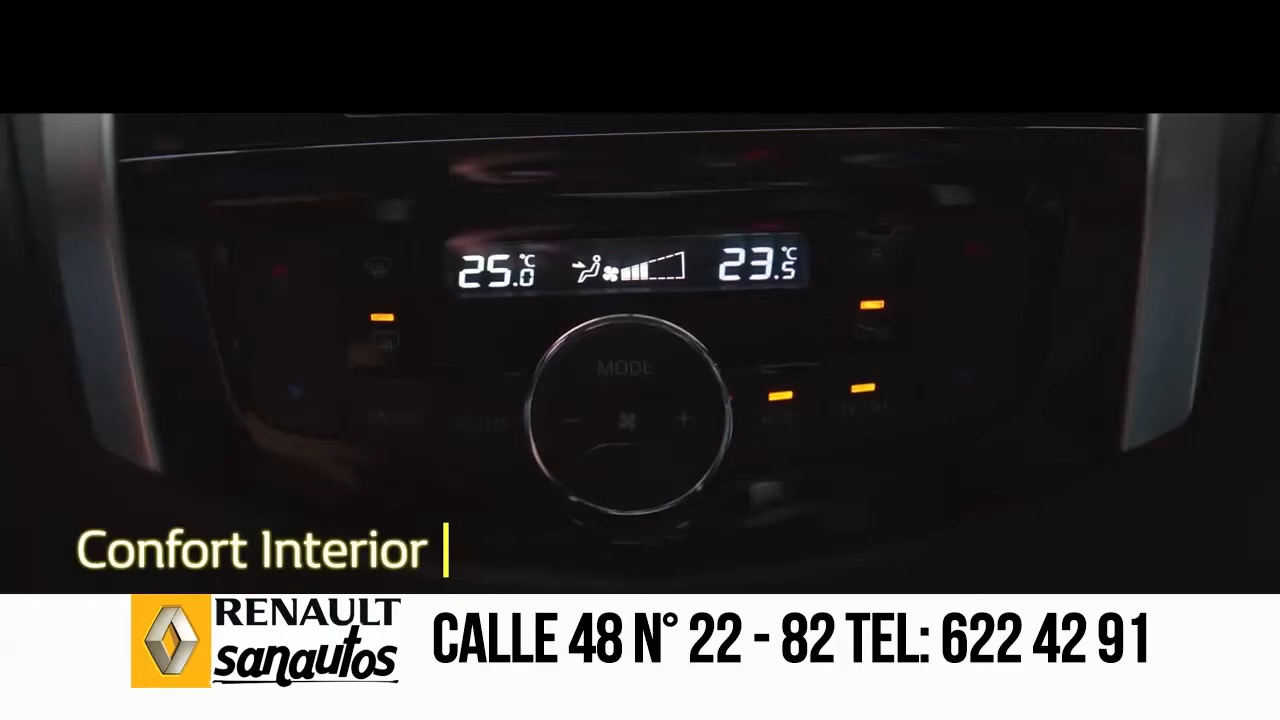 25.0 °C 23.5 °C
MODE
- +
Confort Interior
RENAULT
sanautos
CALLE 48 N° 22 - 82 TEL: 622 42 91